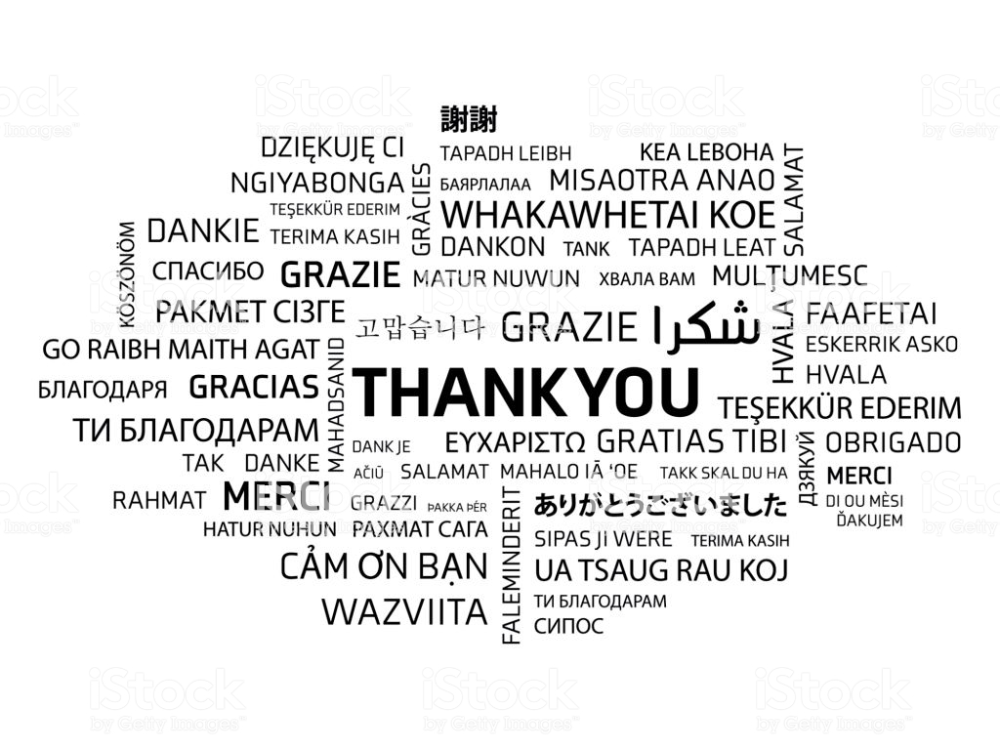 謝謝
DZIĘKUJĘ CI
TAPADH LEIBH
KEA LEBOHA
SALAMAT
NGIYABONGA
GRÀCIES
БАЯРЛАЛАА
MISAOTRA ANAO
TEŞEKKÜR EDERIM
WHAKAWHETAI KOE
KÖSZÖNÖM
DANKIE
TERIMA KASIH
DANKON
TANK
TAPADH LEAT
СПАСИБО
GRAZIE
MATUR NUWUN
ХВАЛА ВАМ
MULTUMESC
РАКМЕТ СІЗГЕ
고맙습니다
GRAZIE
شكرا
HVALA
FAAFETAI
GO RAIBH MAITH AGAT
MAHADSANID
ESKERRIK ASKO
БЛАГОДАРЯ
GRACIAS
THANK YOU
HVALA
TEŞEKKÜR EDERIM
ТИ БЛАГОДАРАМ
DANK JE
ΕΥΧΑΡΙΣΤΩ
GRATIAS TIBI
ДЗЯКУЙ
OBRIGADO
TAK
DANKE
AČIŪ
SALAMAT
MAHALO IĀ ‘OE
TAKK SKAL DU HA
MERCI
RAHMAT
MERCI
GRAZZI
ÞAKKA ÞÉR
FALEMINDERIT
ありがとうございました
DI OU MÈSI
ĎAKUJEM
HATUR NUHUN
РАХМАТ САГА
SIPAS JI WERE
TERIMA KASIH
CẢM ƠN BẠN
UA TSAUG RAU KOJ
WAZVIITA
ТИ БЛАГОДАРАМ
СИПОС
iStock
by Getty Images™